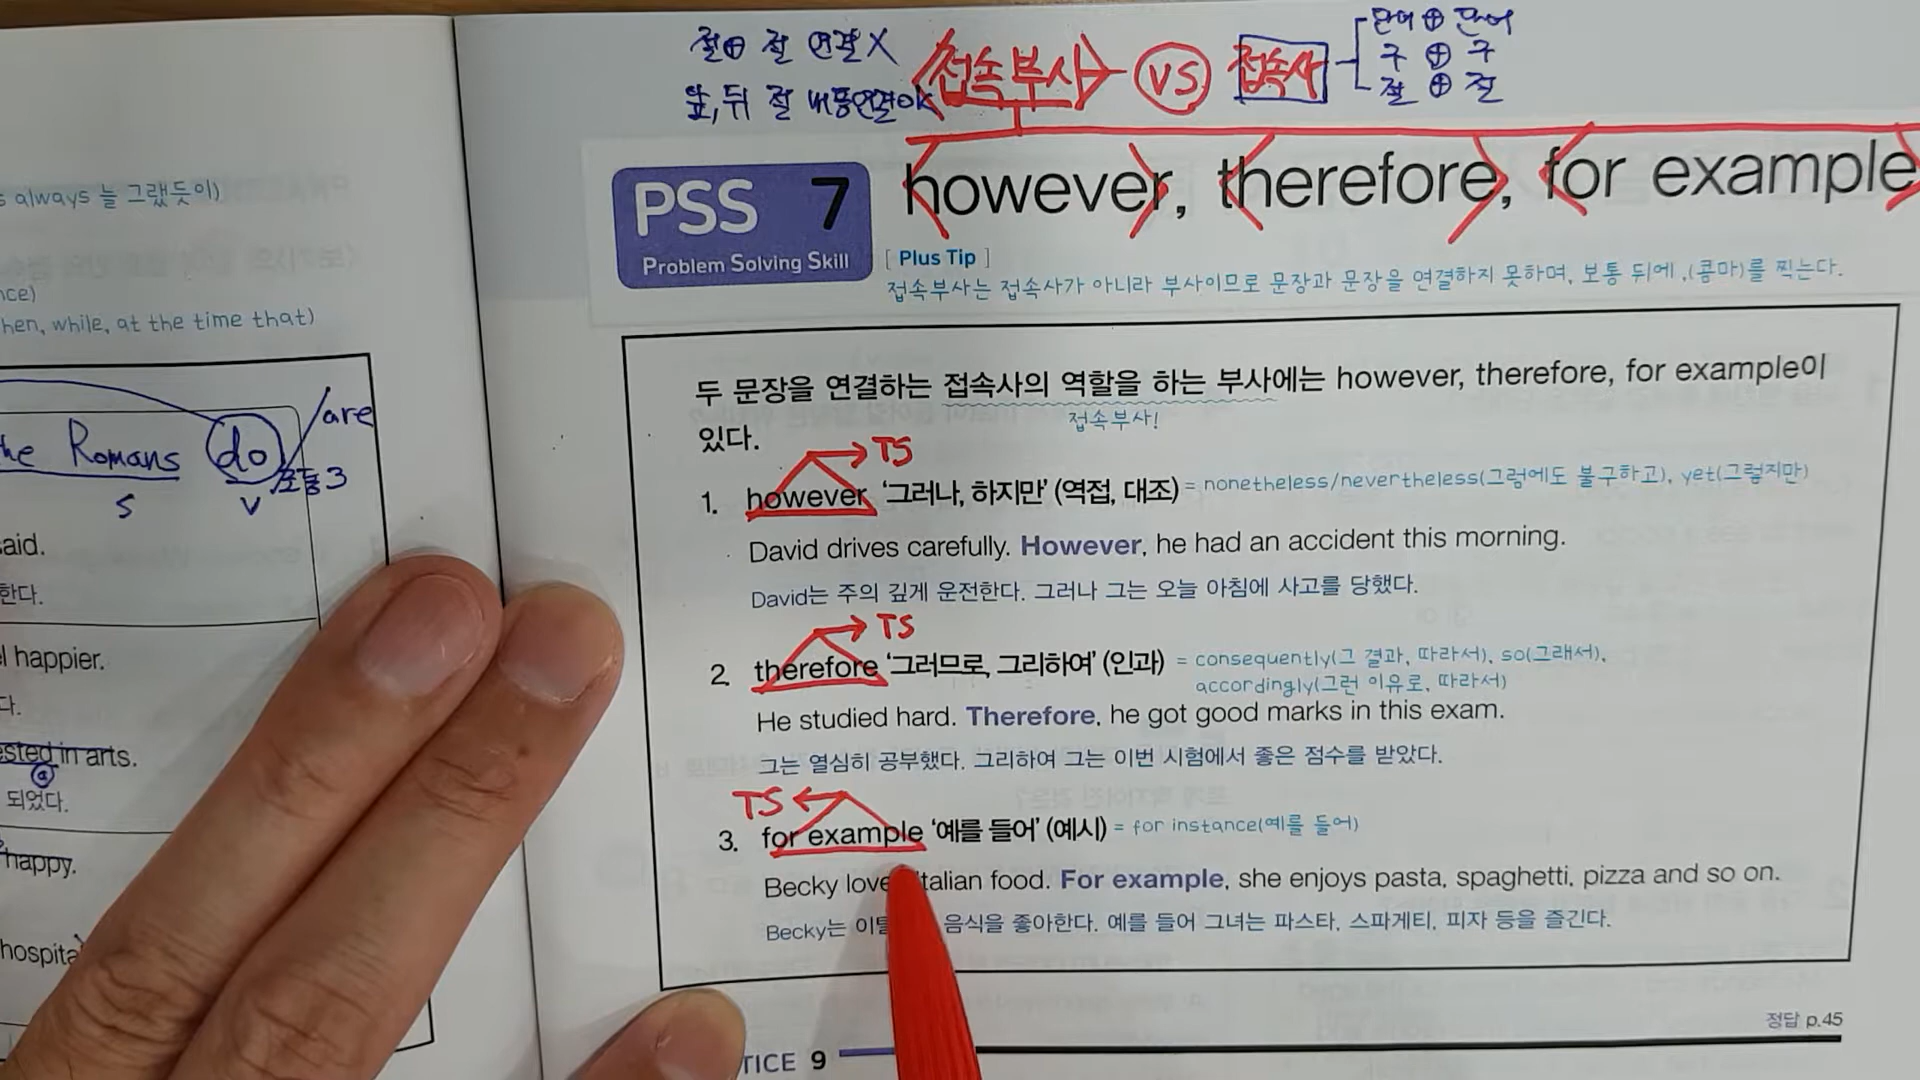 s always 늘 그랬듯이)
nce)
hen, while, at the time that)
/are
he Romans do
s v 초등3
aid.
한다.
l happier.
다.
ested in arts.
a
되었다.
happy.
hospita
절⊕절 연결X
앞,뒤 절 내용연결ok
접속부사 VS 접속사
단어⊕단어
구⊕구
절⊕절
PSS 7
Problem Solving Skill
however, therefore, for example
[ Plus Tip ]
접속부사는 접속사가 아니라 부사이므로 문장과 문장을 연결하지 못하며, 보통 뒤에 ,(콤마)를 찍는다.
두 문장을 연결하는 접속사의 역할을 하는 부사에는 however, therefore, for example이
접속부사!
있다.
TS
1. however ‘그러나, 하지만’ (역접, 대조) = nonetheless/nevertheless(그럼에도 불구하고), yet(그렇지만)
David drives carefully. However, he had an accident this morning.
David는 주의 깊게 운전한다. 그러나 그는 오늘 아침에 사고를 당했다.
TS
2. therefore ‘그러므로, 그리하여’ (인과) = consequently(그 결과, 따라서), so(그래서),
accordingly(그런 이유로, 따라서)
He studied hard. Therefore, he got good marks in this exam.
그는 열심히 공부했다. 그리하여 그는 이번 시험에서 좋은 점수를 받았다.
TS
3. for example ‘예를 들어’ (예시) = for instance(예를 들어)
Becky love Italian food. For example, she enjoys pasta, spaghetti, pizza and so on.
Becky는 이탈 음식을 좋아한다. 예를 들어 그녀는 파스타, 스파게티, 피자 등을 즐긴다.
정답 p.45
TICE 9